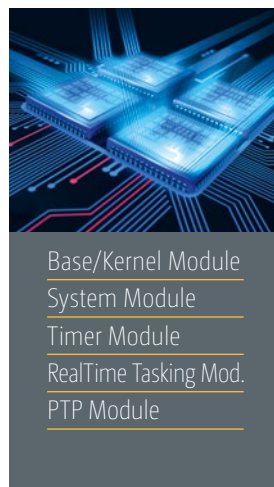 Base/Kernel Module
System Module
Timer Module
RealTime Tasking Mod.
PTP Module